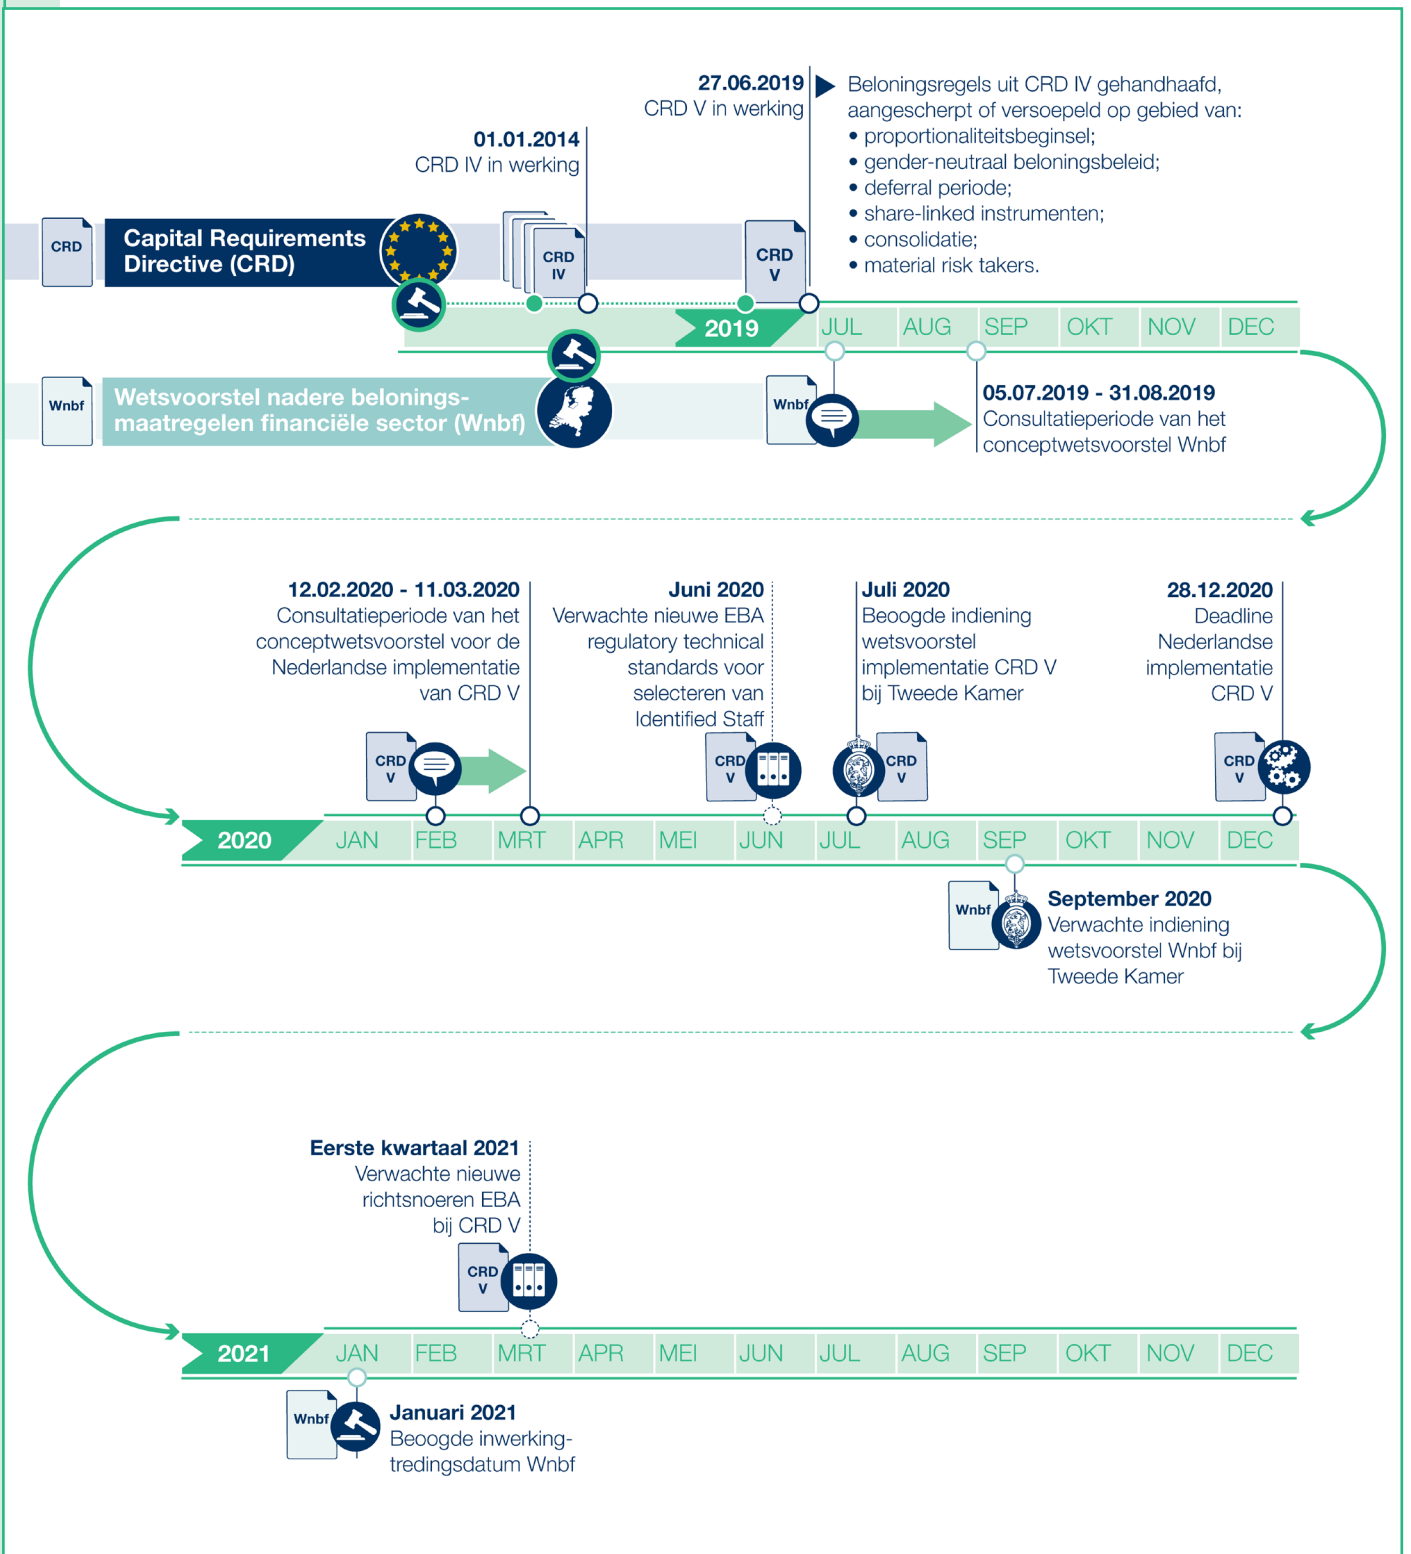 27.06.2019
CRD V in werking
Beloningsregels uit CRD IV gehandhaafd,
aangescherpt of versoepeld op gebied van:
• proportionaliteitsbeginsel;
• gender-neutraal beloningsbeleid;
• deferral periode;
• share-linked instrumenten;
• consolidatie;
• material risk takers.
01.01.2014
CRD IV in werking
CRD
Capital Requirements
Directive (CRD)
CRD
IV
CRD
V
2019 JUL AUG SEP OKT NOV DEC
Wnbf
Wetsvoorstel nadere belonings-
maatregelen financiële sector (Wnbf)
Wnbf
05.07.2019 - 31.08.2019
Consultatieperiode van het
conceptwetsvoorstel Wnbf
12.02.2020 - 11.03.2020
Consultatieperiode van het
conceptwetsvoorstel voor de
Nederlandse implementatie
van CRD V
CRD
V
Juni 2020
Verwachte nieuwe EBA
regulatory technical
standards voor
selecteren van
Identified Staff
CRD
V
Juli 2020
Beoogde indiening
wetsvoorstel
implementatie CRD V
bij Tweede Kamer
CRD
V
28.12.2020
Deadline
Nederlandse
implementatie
CRD V
CRD
V
2020 JAN FEB MRT APR MEI JUN JUL AUG SEP OKT NOV DEC
Wnbf
September 2020
Verwachte indiening
wetsvoorstel Wnbf bij
Tweede Kamer
Eerste kwartaal 2021
Verwachte nieuwe
richtsnoeren EBA
bij CRD V
CRD
V
2021 JAN FEB MRT APR MEI JUN JUL AUG SEP OKT NOV DEC
Wnbf
Januari 2021
Beoogde inwerking-
tredingsdatum Wnbf